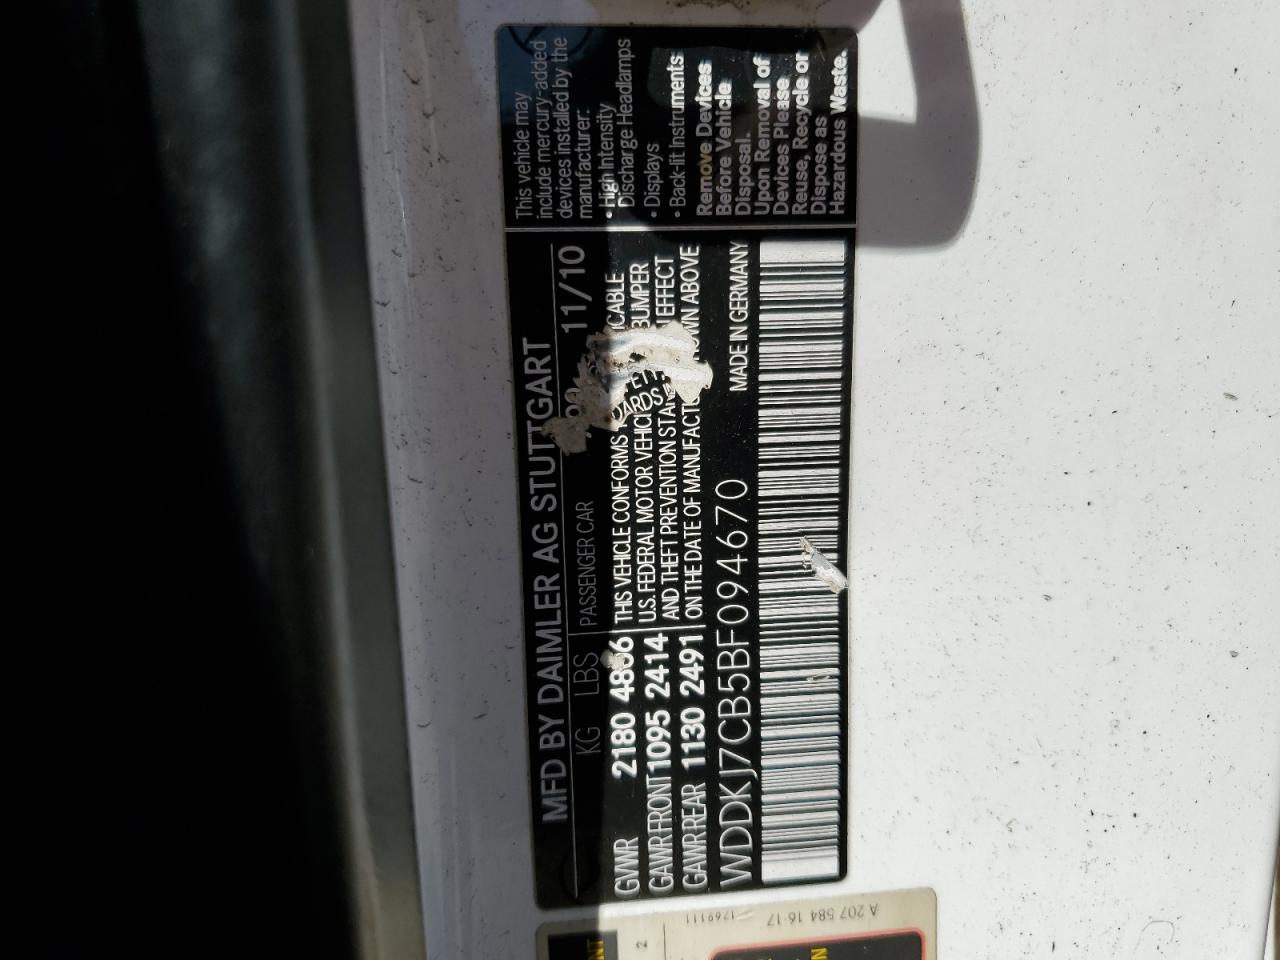 MFD BY DAIMLER AG STUTTGART
KG LBS PASSENGER CAR 11/10
GVWR 2180 4806 THIS VEHICLE CONFORMS
GAWR FRONT 1095 2414 U.S. FEDERAL MOTOR VEHICLE BUMPER
AND THEFT PREVENTION EFFECT
GAWR REAR 1130 2491 ON THE DATE OF ABOVE
WDDKJ7CB5BF094670 MADE IN GERMANY
This vehicle may
include mercury-added
devices installed by the
manufacturer:
• High Intensity
Discharge Headlamps
• Displays
• Back-lit Instruments
Remove Devices
Before Vehicle
Disposal.
Upon Removal of
Devices Please
Reuse, Recycle or
Dispose as
Hazardous Waste.
A 207 584 16 17
1769111
2